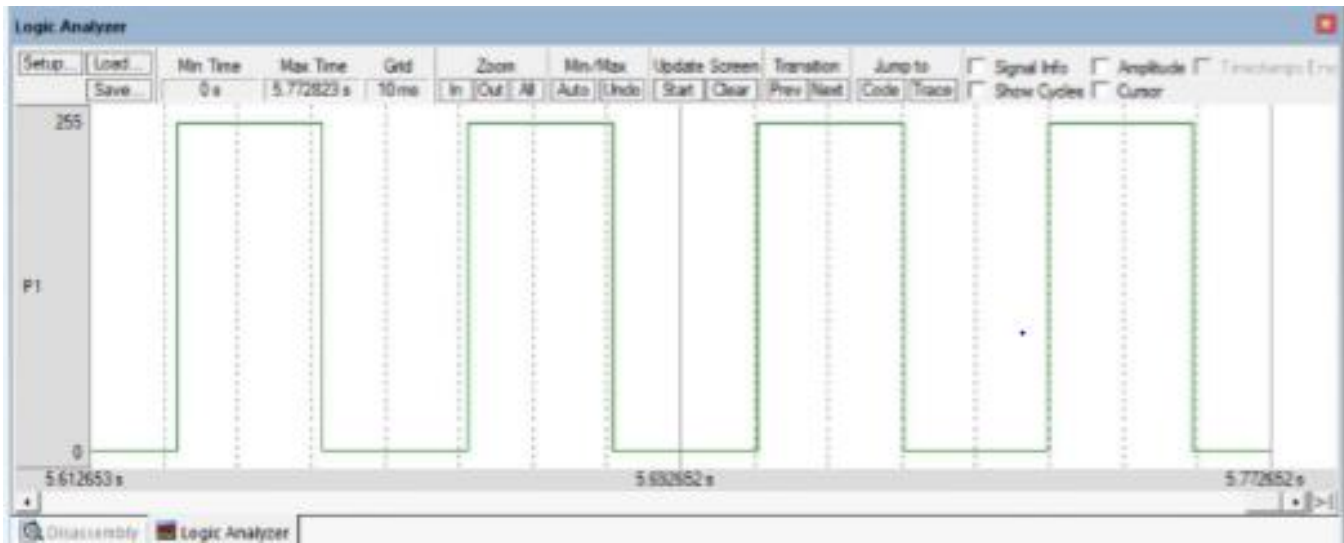 Logic Analyzer
Setup... Load... Min Time Max Time Grid Zoom Min/Max Update Screen Transition Jump to Signal Info Amplitude
Save... 0 s 5.772823 s 10 ms In Out All Auto Undo Start Clear Prev Next Code Trace Show Cycles Cursor
255
P1
0
5.612653 s 5.692652 s 5.772652 s
Disassembly Logic Analyzer